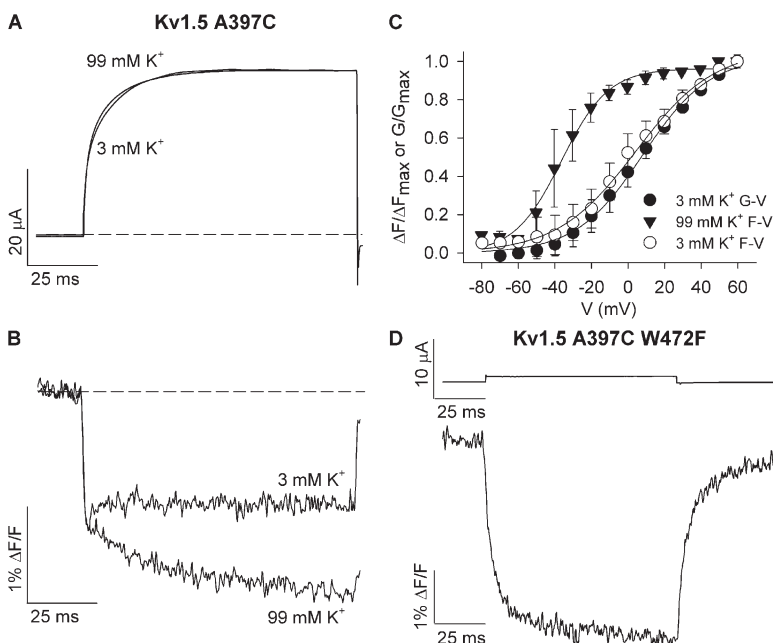 A
Kv1.5 A397C
99 mM K⁺
3 mM K⁺
20 µA
25 ms
B
3 mM K⁺
99 mM K⁺
1% ΔF/F
25 ms
C
ΔF/ΔFmax or G/Gmax
1.0
0.8
0.6
0.4
0.2
0.0
3 mM K⁺ G-V
99 mM K⁺ F-V
3 mM K⁺ F-V
-80 -60 -40 -20 0 20 40 60
V (mV)
D
Kv1.5 A397C W472F
10 µA
25 ms
1% ΔF/F
25 ms